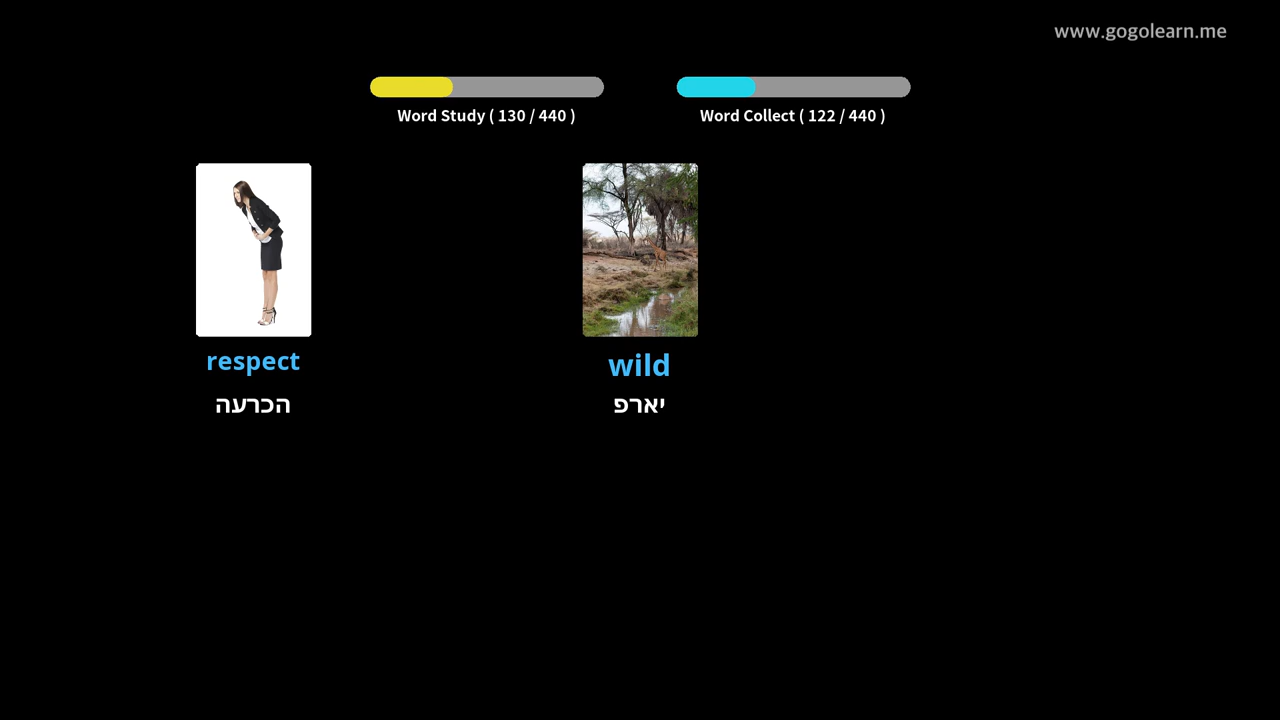 www.gogolearn.me
Word Study ( 130 / 440 )
Word Collect ( 122 / 440 )
respect
הכרעה
wild
יארפ